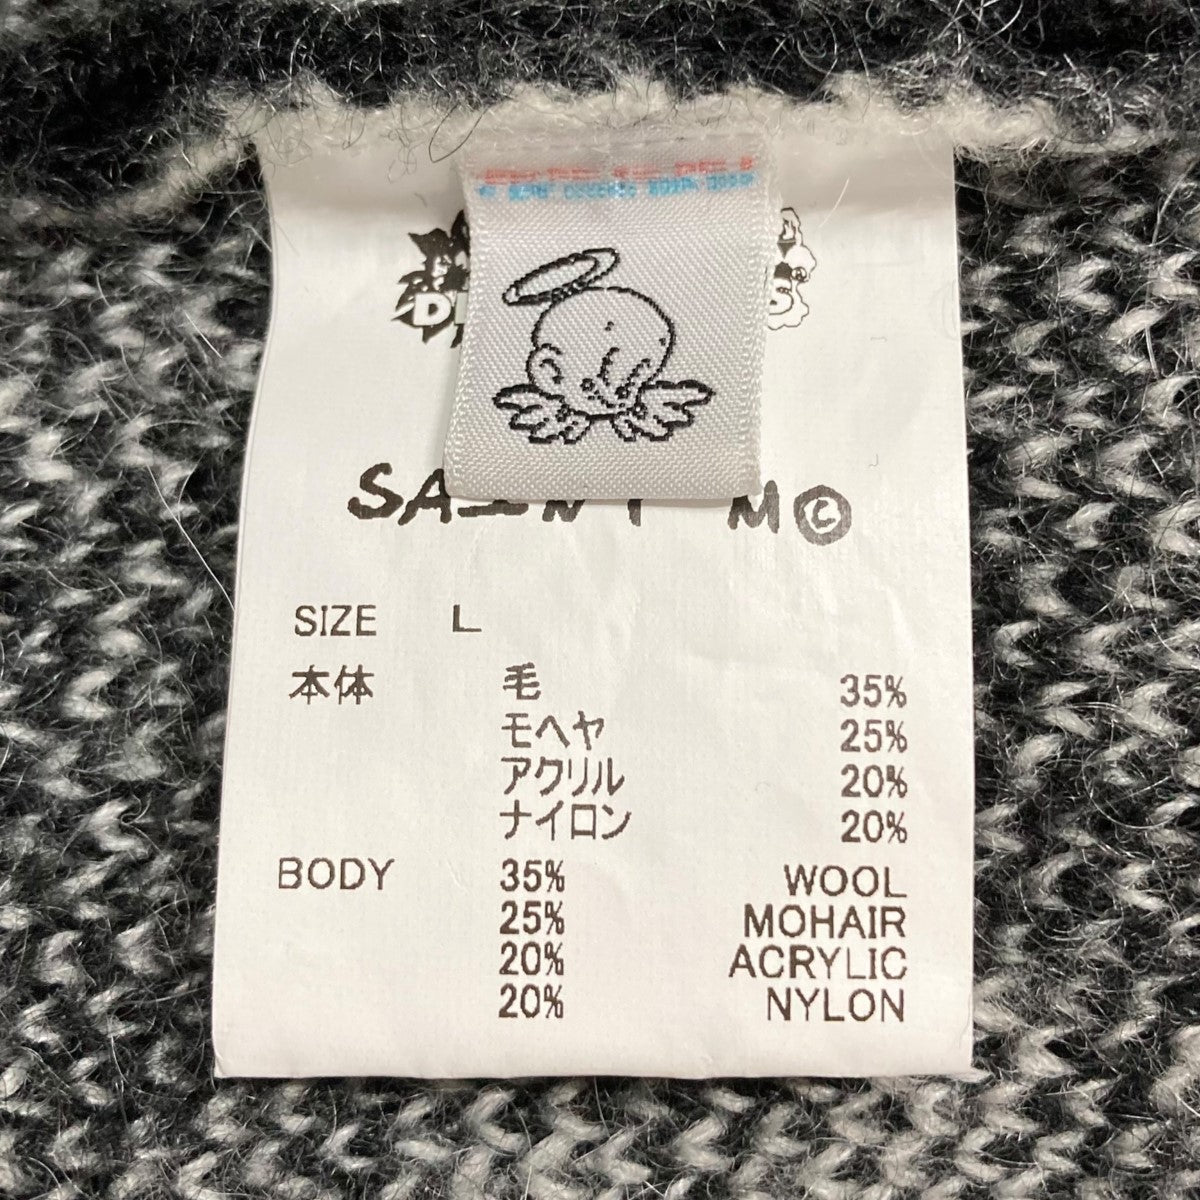 SAINT M©
SIZE L
本体 毛 35%
モヘヤ 25%
アクリル 20%
ナイロン 20%
BODY 35% WOOL
25% MOHAIR
20% ACRYLIC
20% NYLON